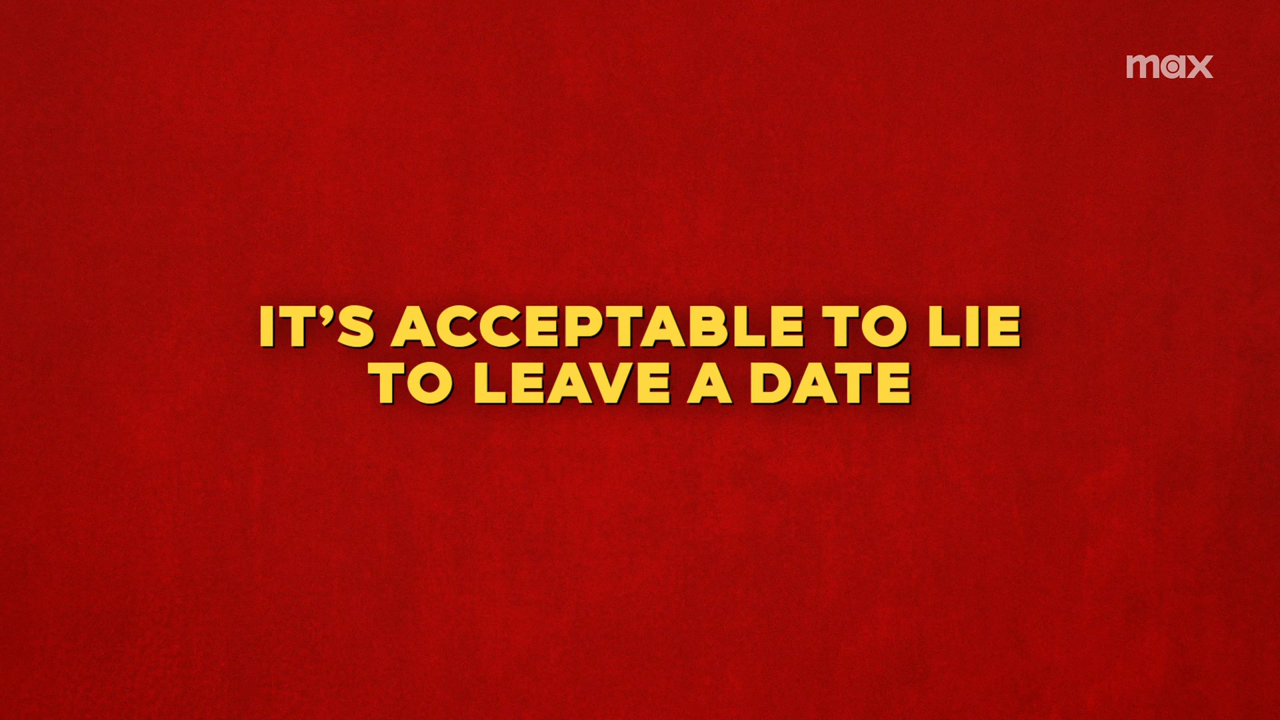 max
IT’S ACCEPTABLE TO LIE
TO LEAVE A DATE